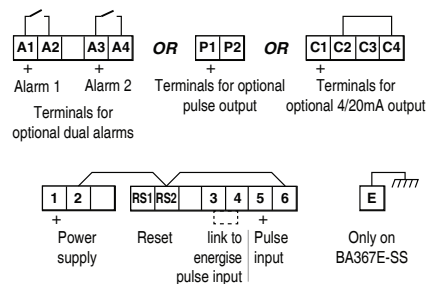 A1 A2 A3 A4 OR P1 P2 OR C1 C2 C3 C4
+ + + +
Alarm 1 Alarm 2
Terminals for
optional dual alarms
Terminals for optional
pulse output
Terminals for
optional 4/20mA output
1 2 RS1 RS2 3 4 5 6 E
+ +
Power
supply
Reset
link to
energise
pulse input
Pulse
input
Only on
BA367E-SS